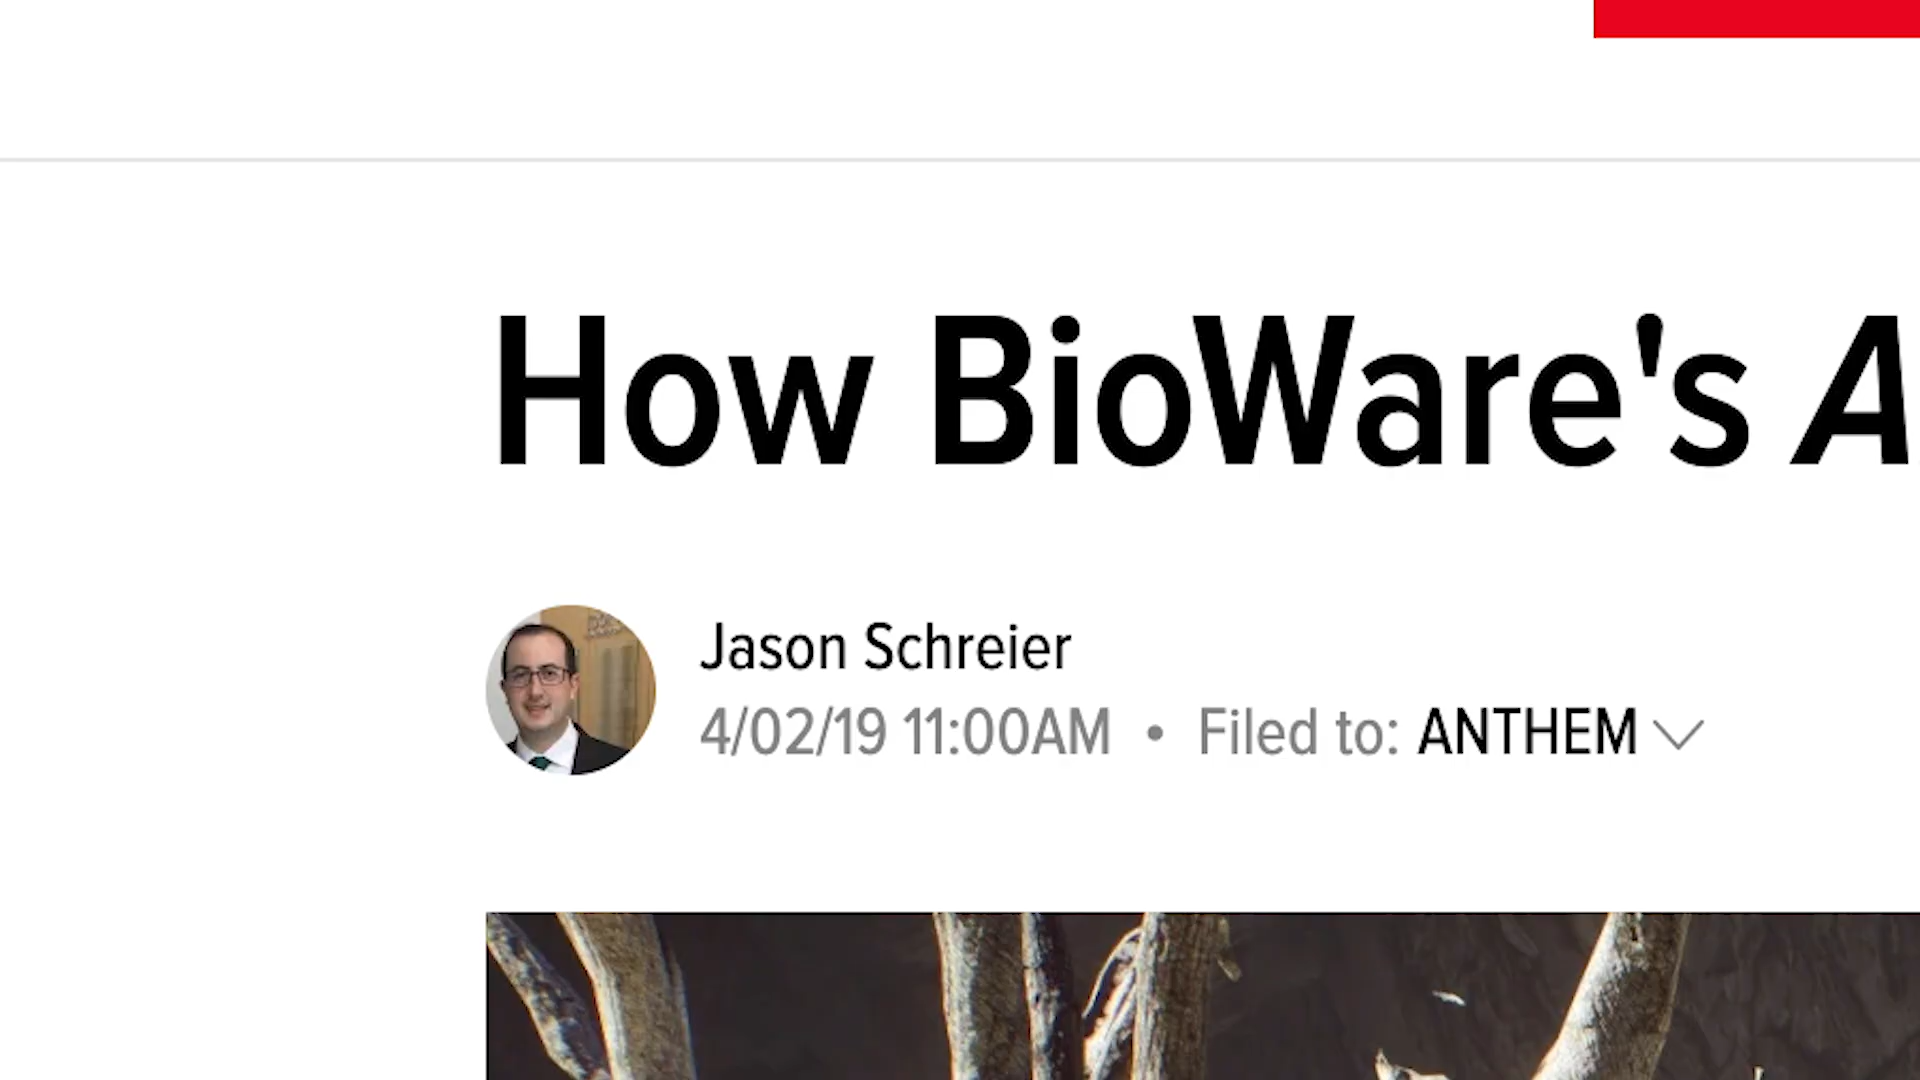 How BioWare's A
Jason Schreier
4/02/19 11:00AM • Filed to: ANTHEM